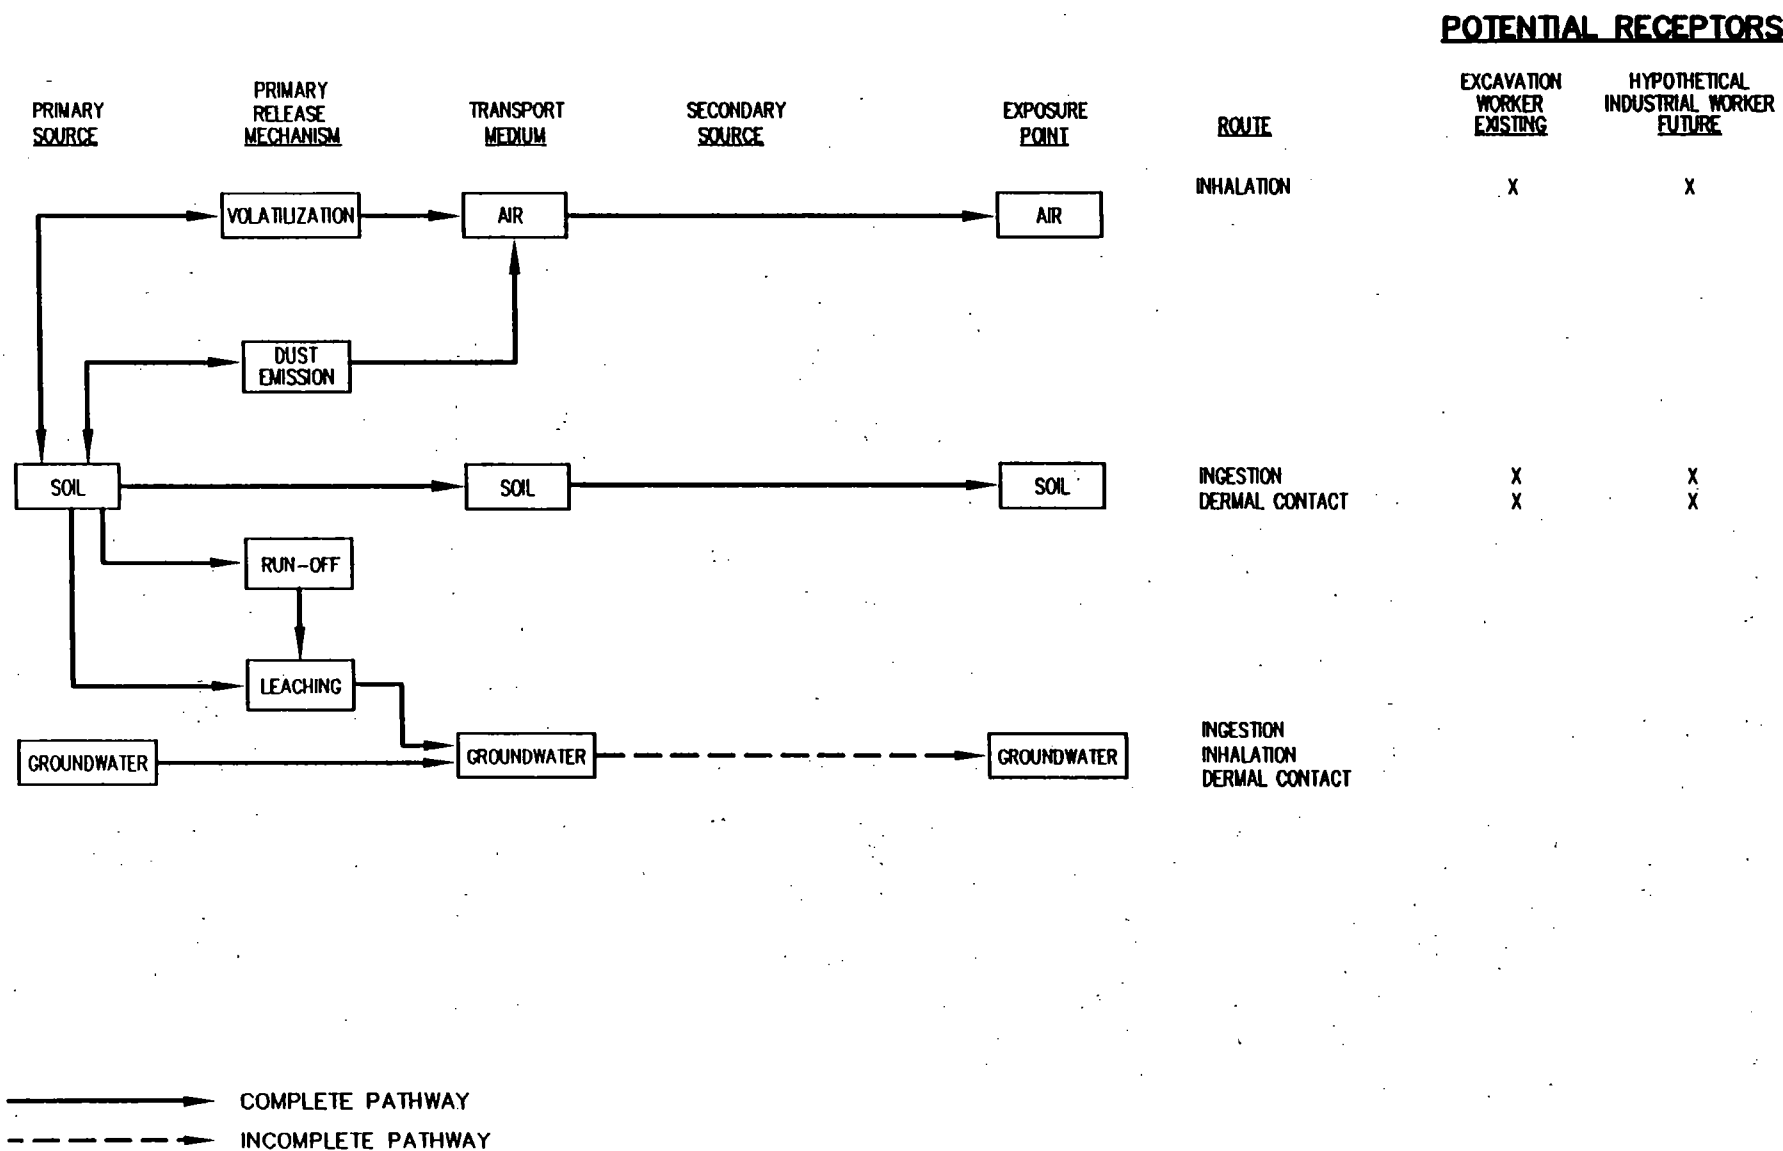 POTENTIAL RECEPTORS
PRIMARY
SOURCE
PRIMARY
RELEASE
MECHANISM
TRANSPORT
MEDIUM
SECONDARY
SOURCE
EXPOSURE
POINT
ROUTE
EXCAVATION
WORKER
EXISTING
HYPOTHETICAL
INDUSTRIAL WORKER
FUTURE
VOLATILIZATION
AIR
AIR
INHALATION
X
X
DUST
EMISSION
SOIL
SOIL
SOIL
INGESTION
X
X
DERMAL CONTACT
X
X
RUN-OFF
LEACHING
GROUNDWATER
GROUNDWATER
GROUNDWATER
INGESTION
INHALATION
DERMAL CONTACT
COMPLETE PATHWAY
INCOMPLETE PATHWAY